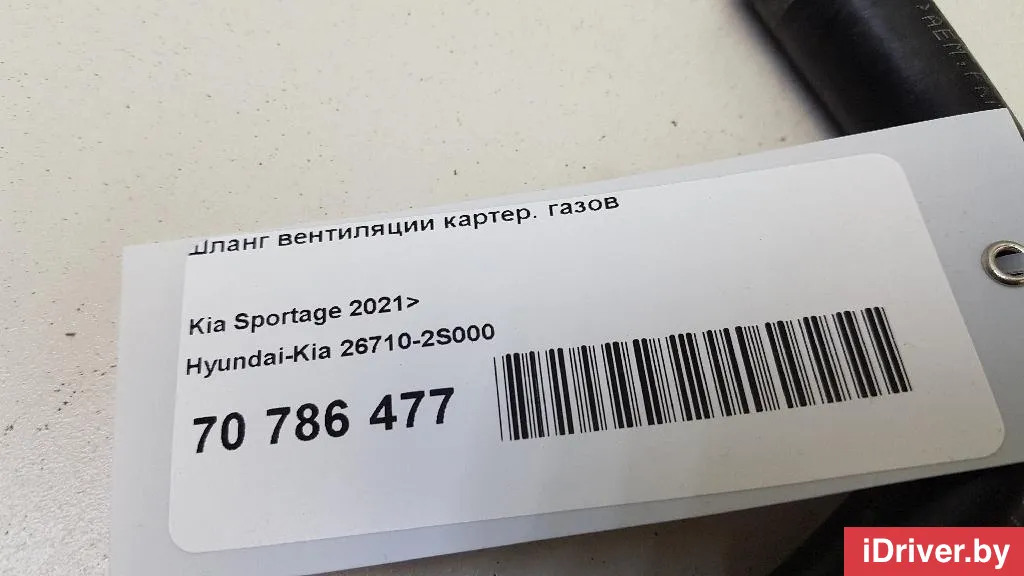 Шланг вентиляции картер. газов
Kia Sportage 2021>
Hyundai-Kia 26710-2S000
70 786 477
iDriver.by